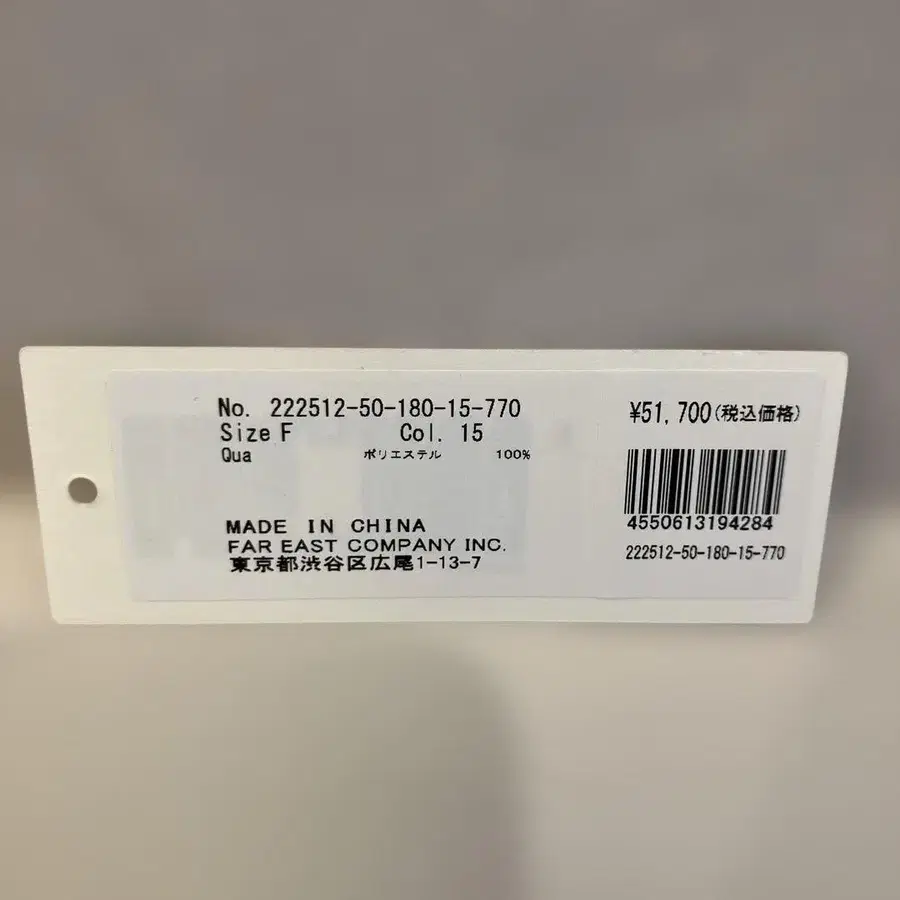 No. 222512-50-180-15-770
Size F Col. 15
Qua ポリエステル 100%
MADE IN CHINA
FAR EAST COMPANY INC.
東京都渋谷区広尾1-13-7
¥51,700(税込価格)
4550613194284
222512-50-180-15-770